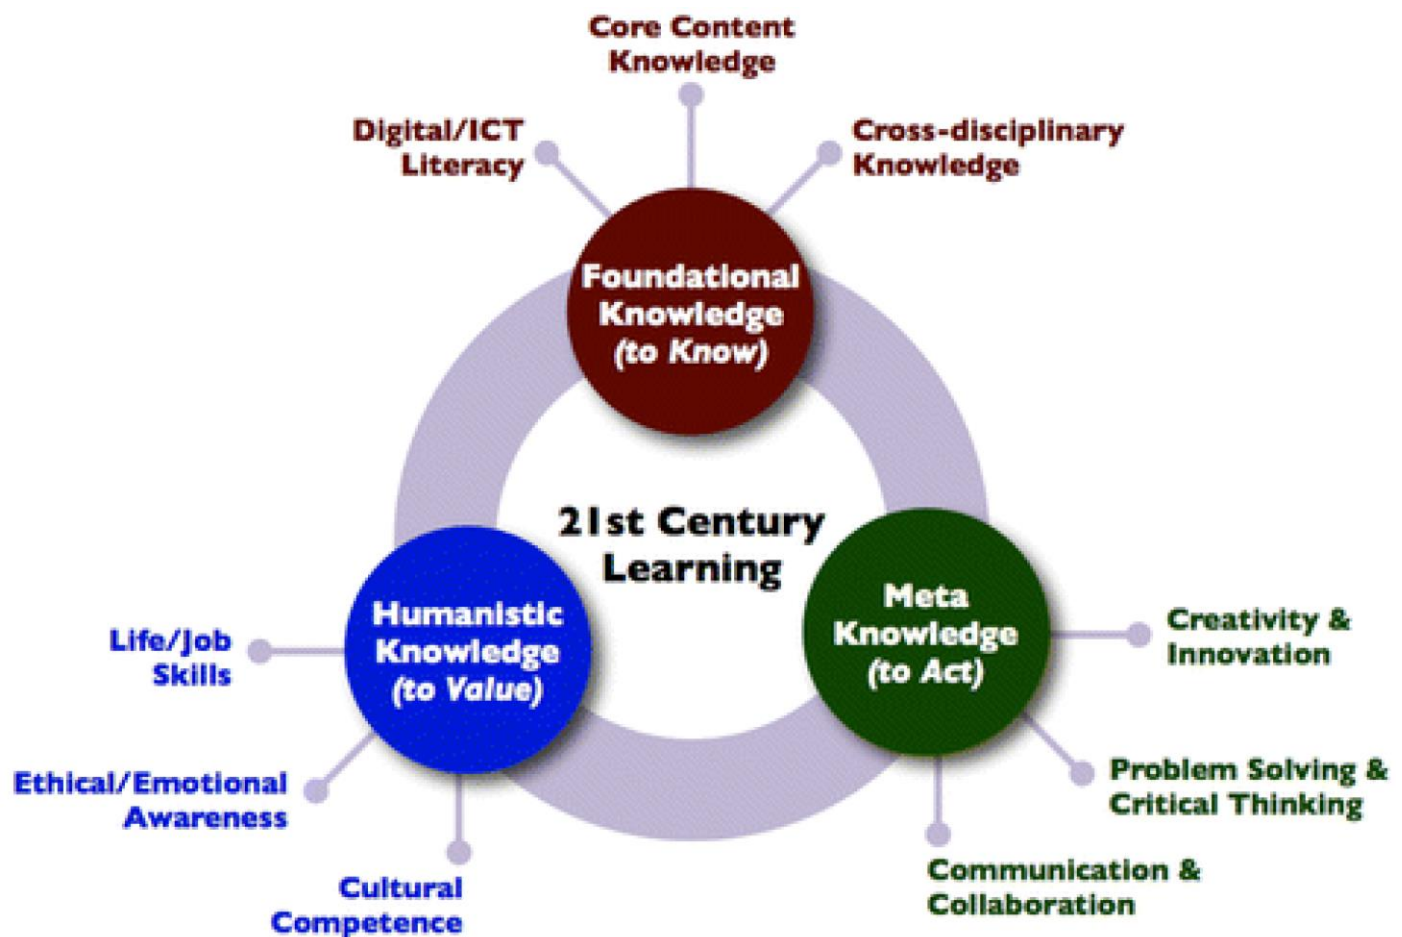 Core Content
Knowledge
Digital/ICT
Literacy
Cross-disciplinary
Knowledge
Foundational
Knowledge
(to Know)
21st Century
Learning
Humanistic
Knowledge
(to Value)
Meta
Knowledge
(to Act)
Life/Job
Skills
Ethical/Emotional
Awareness
Cultural
Competence
Creativity &
Innovation
Problem Solving &
Critical Thinking
Communication &
Collaboration